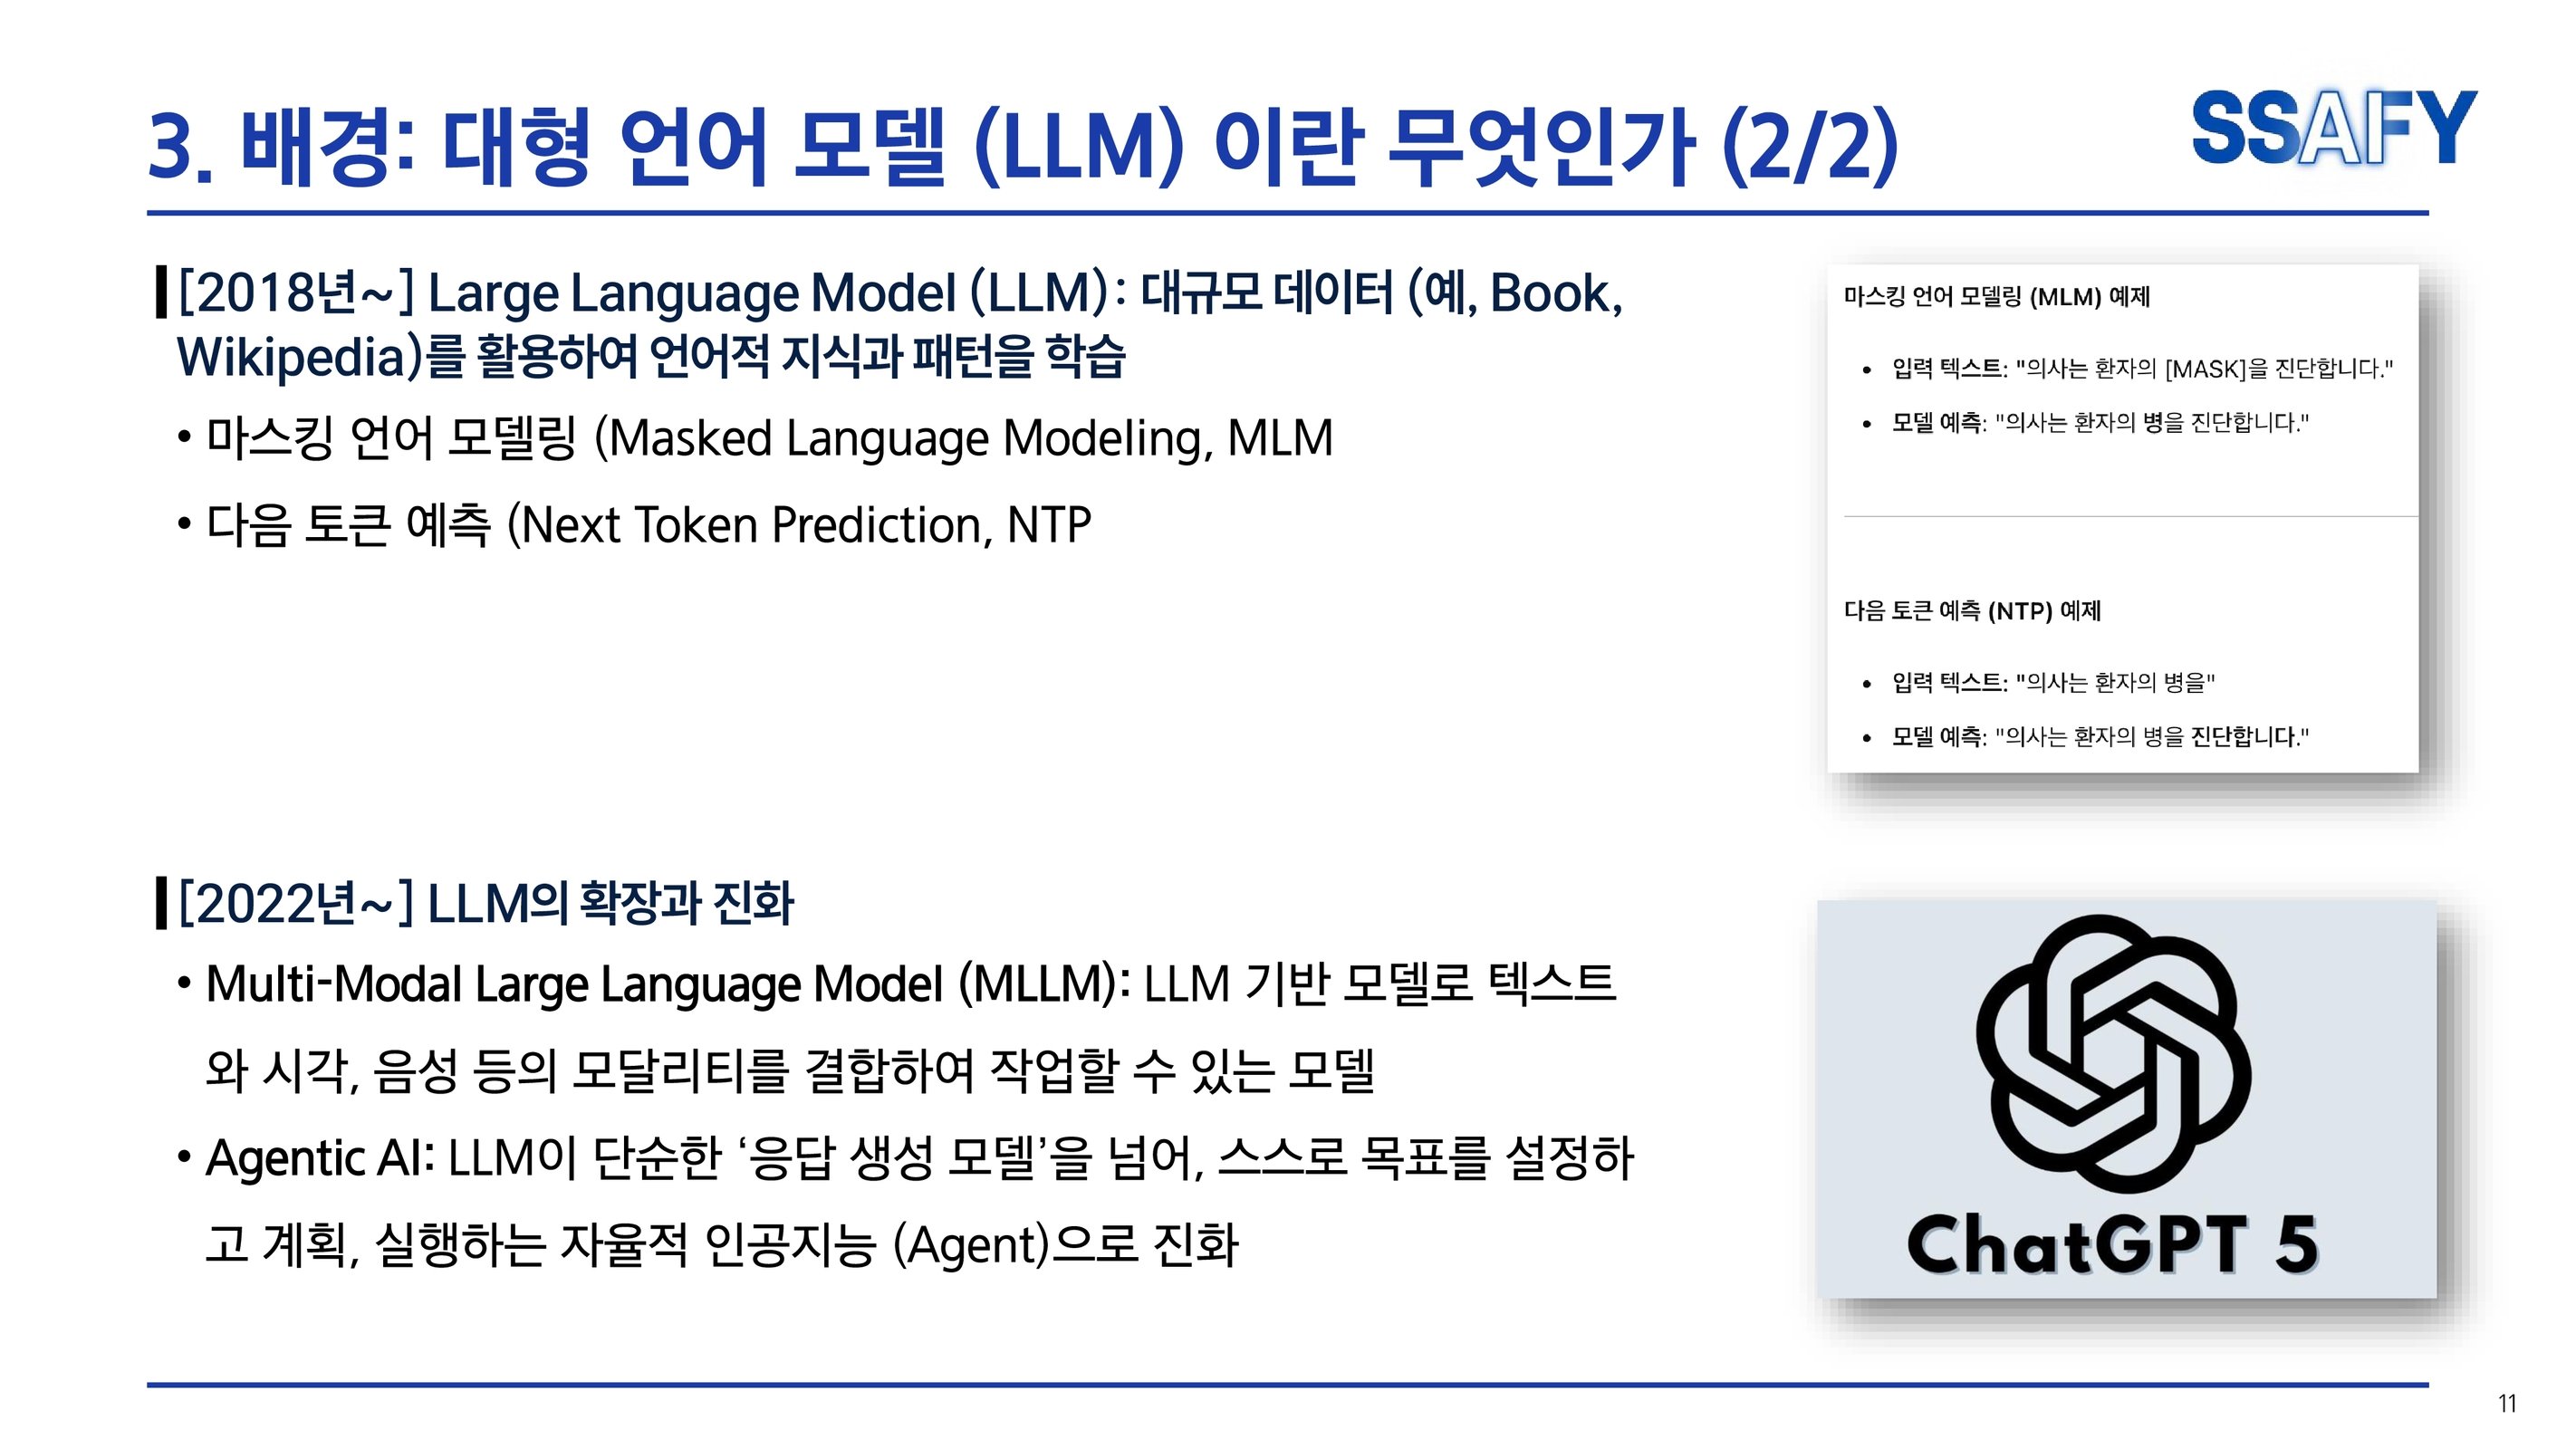 3. 배경: 대형 언어 모델 (LLM) 이란 무엇인가 (2/2)
SSAFY
[2018년~] Large Language Model (LLM): 대규모 데이터 (예, Book,
Wikipedia)를 활용하여 언어적 지식과 패턴을 학습
• 마스킹 언어 모델링 (Masked Language Modeling, MLM
• 다음 토큰 예측 (Next Token Prediction, NTP
마스킹 언어 모델링 (MLM) 예제
• 입력 텍스트: "의사는 환자의 [MASK]을 진단합니다."
• 모델 예측: "의사는 환자의 병을 진단합니다."
다음 토큰 예측 (NTP) 예제
• 입력 텍스트: "의사는 환자의 병을"
• 모델 예측: "의사는 환자의 병을 진단합니다."
[2022년~] LLM의 확장과 진화
• Multi-Modal Large Language Model (MLLM): LLM 기반 모델로 텍스트
와 시각, 음성 등의 모달리티를 결합하여 작업할 수 있는 모델
• Agentic AI: LLM이 단순한 ‘응답 생성 모델’을 넘어, 스스로 목표를 설정하
고 계획, 실행하는 자율적 인공지능 (Agent)으로 진화
ChatGPT 5
11